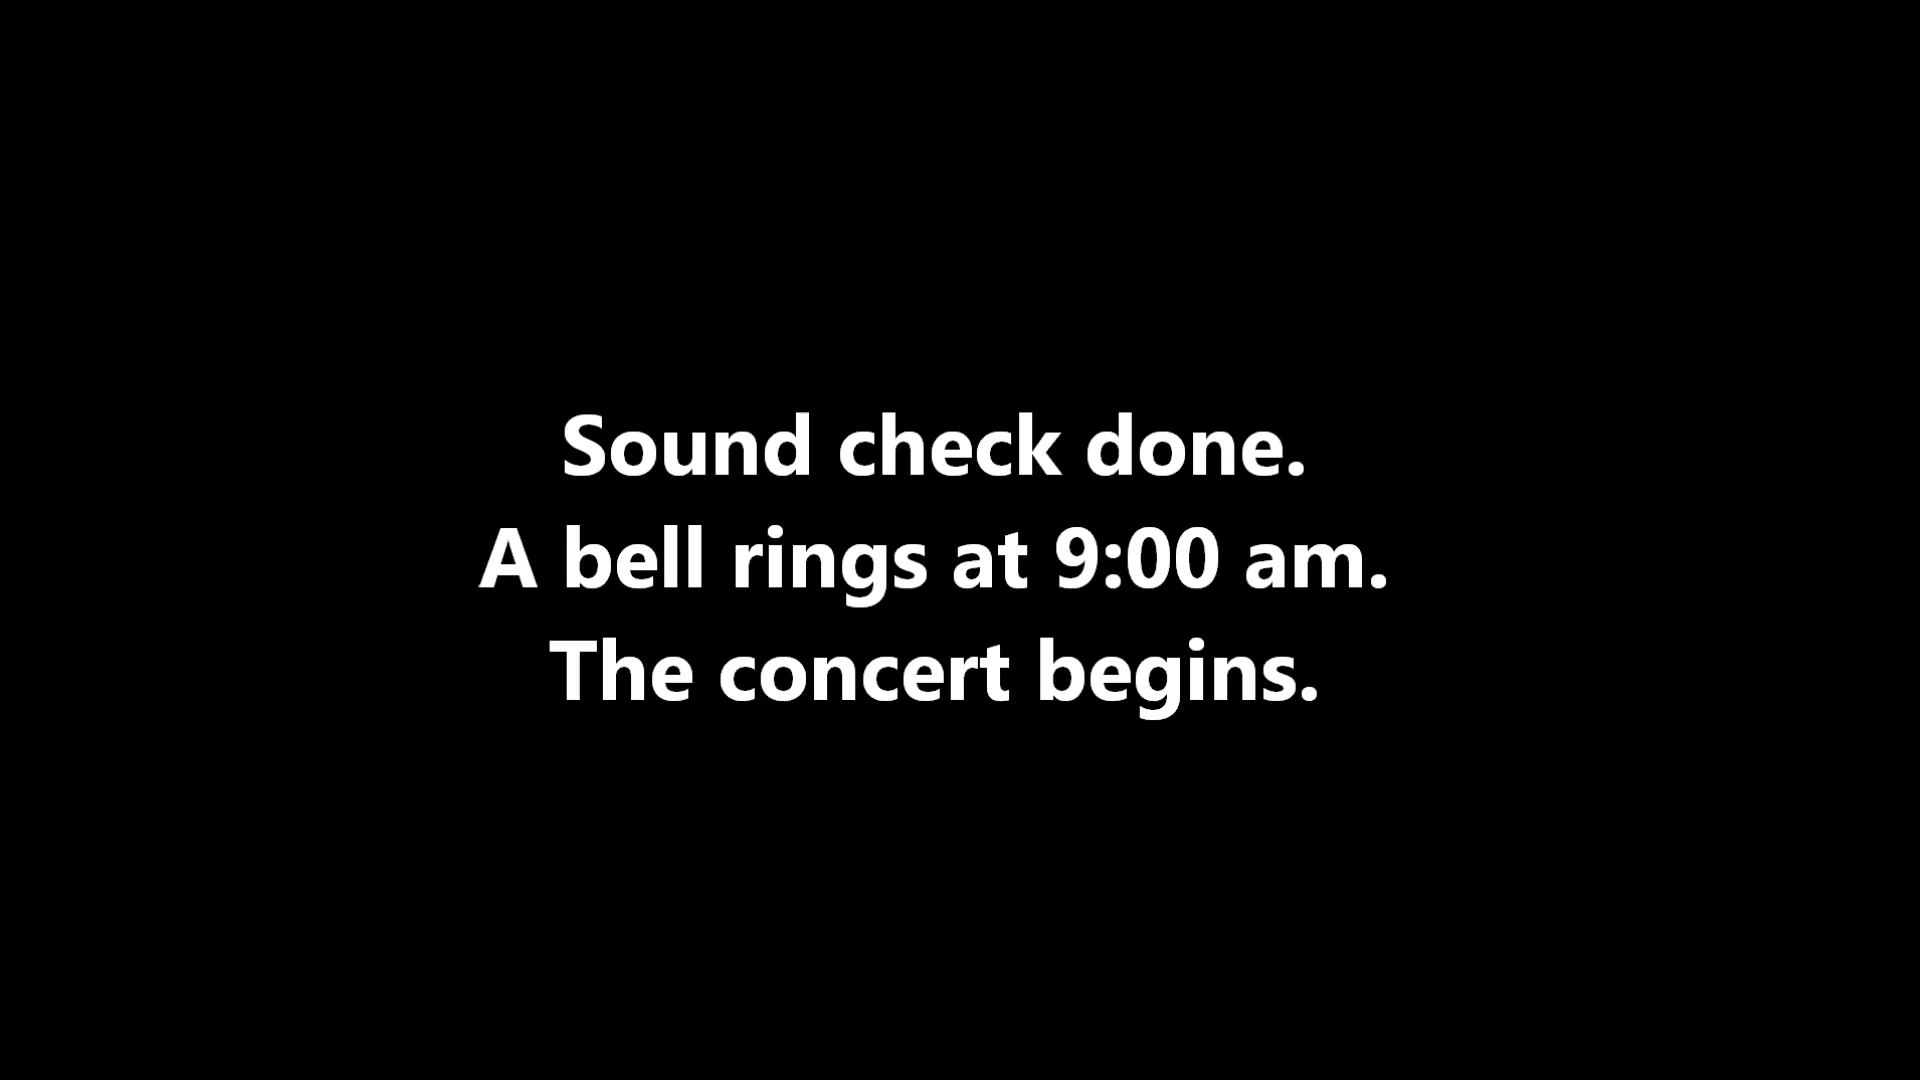 Sound check done.
A bell rings at 9:00 am.
The concert begins.